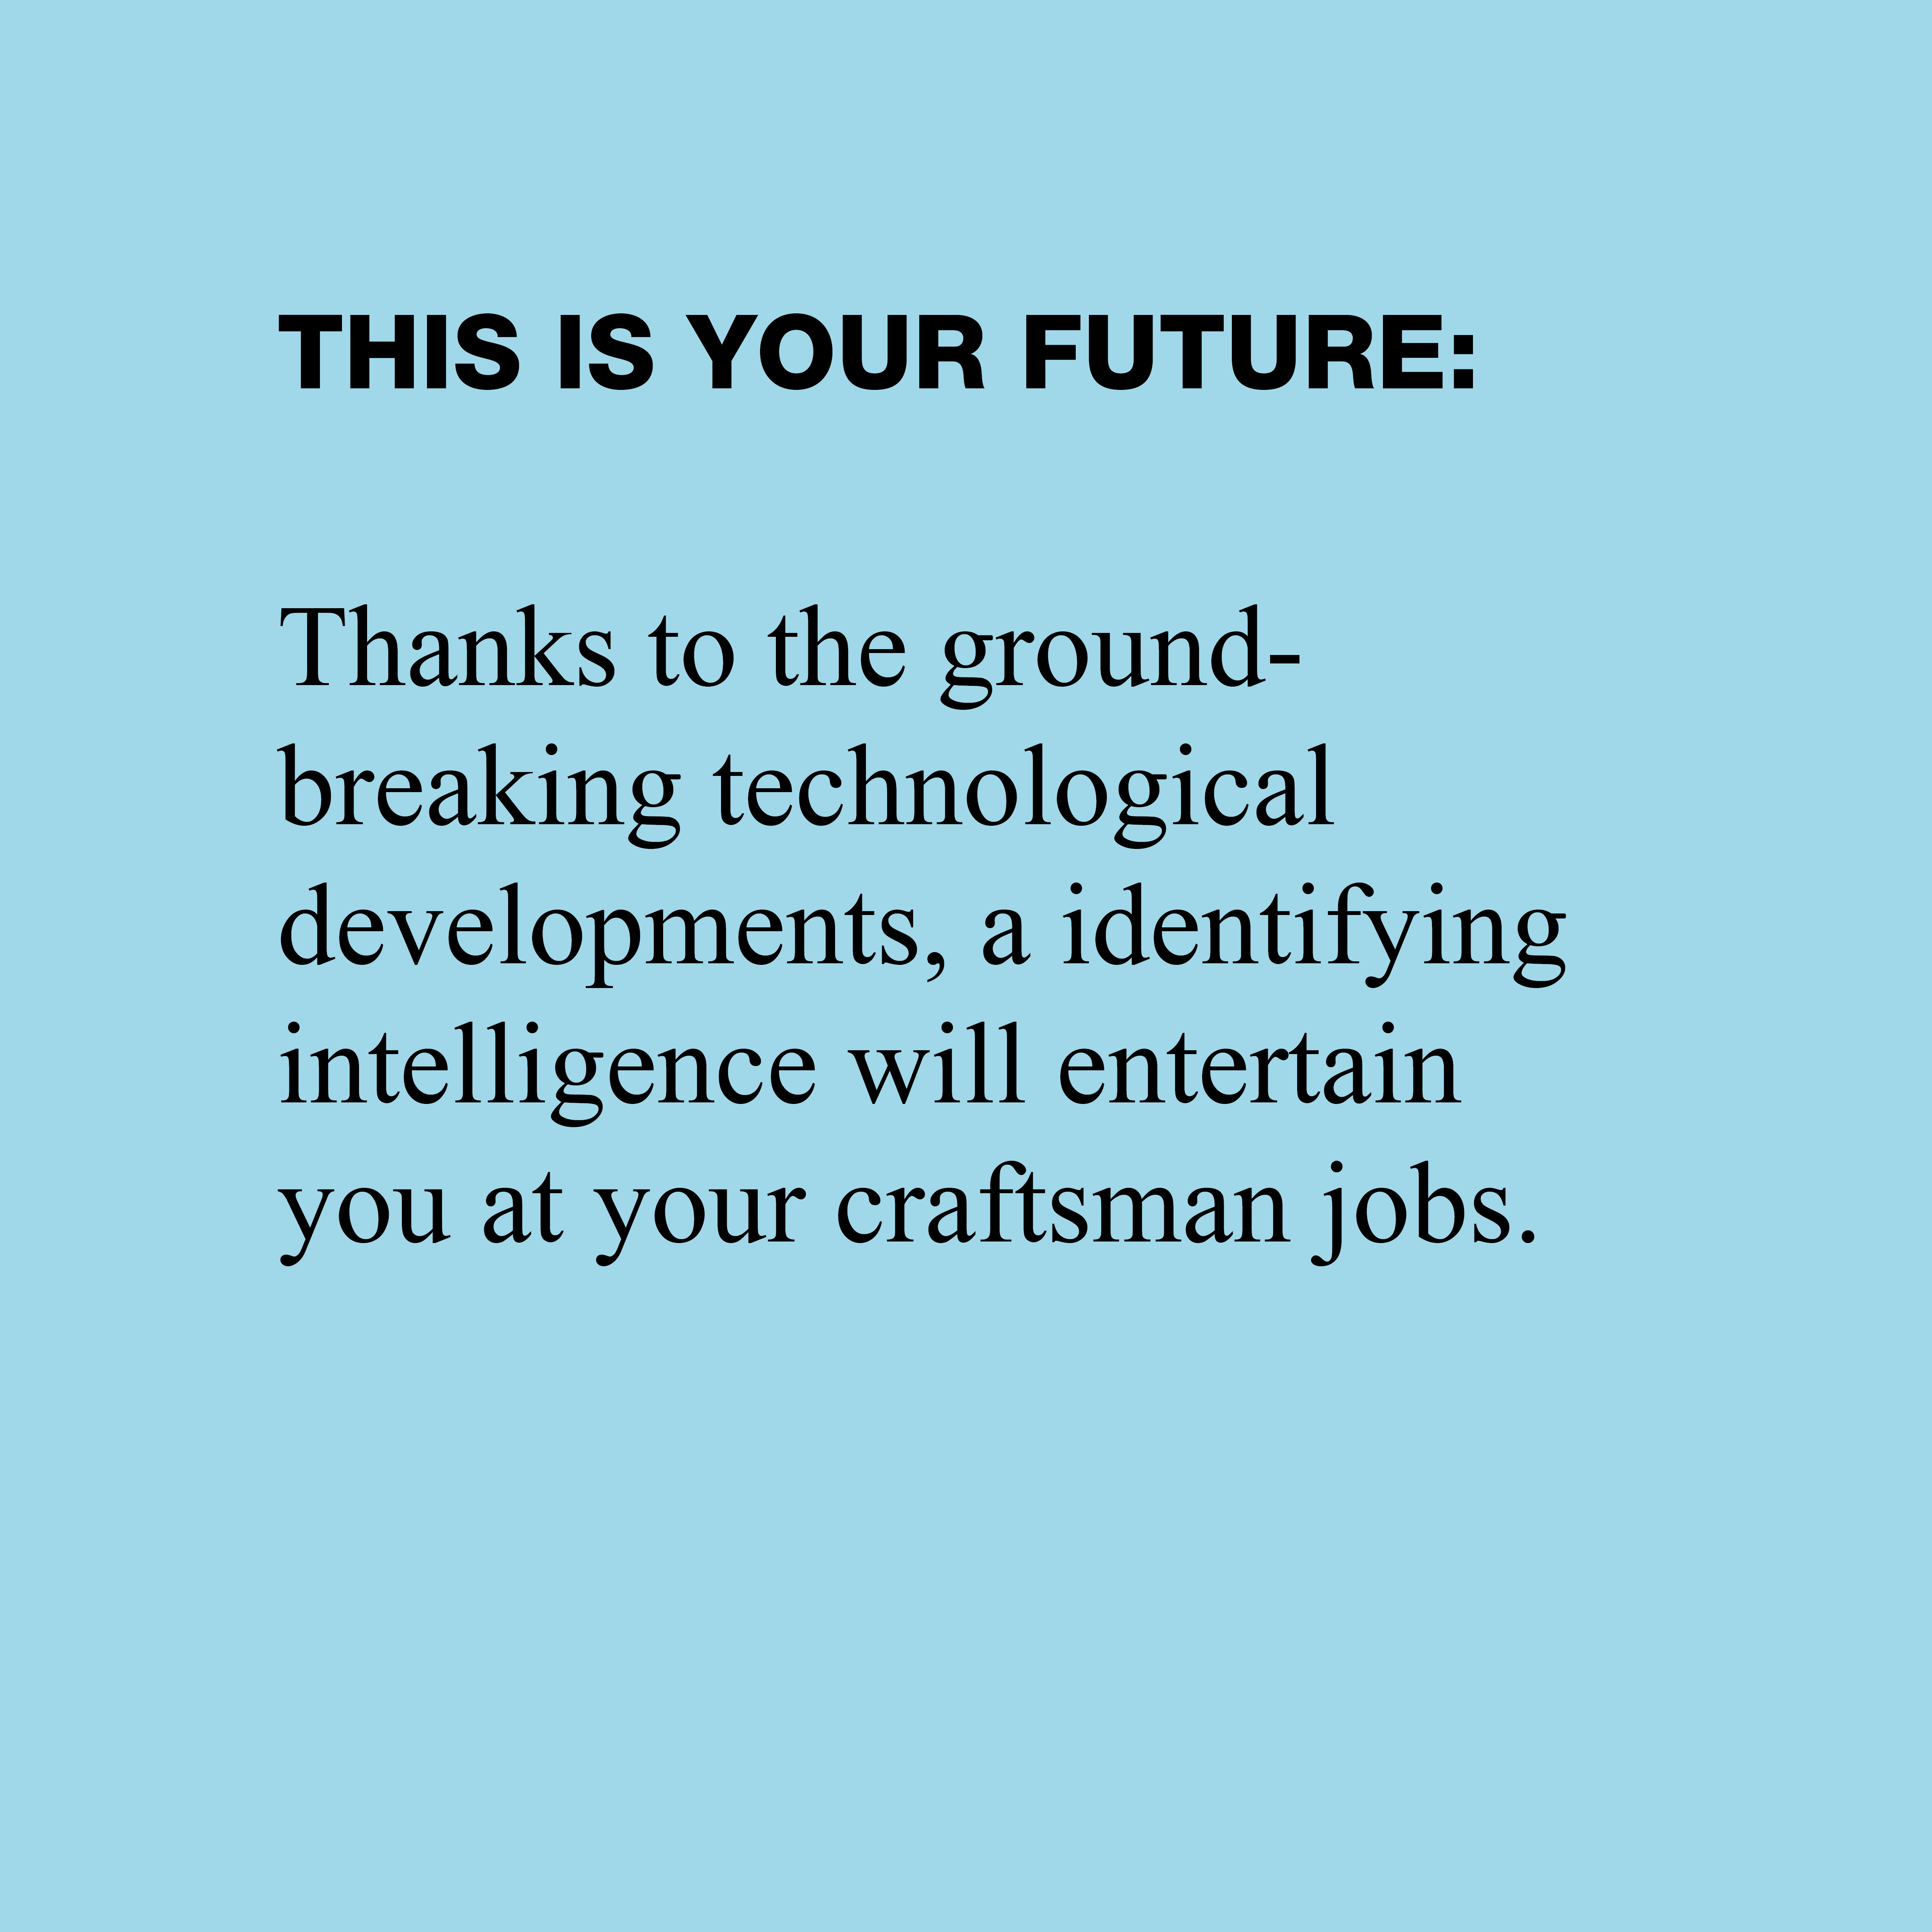 THIS IS YOUR FUTURE:
Thanks to the ground-
breaking technological
developments, a identifying
intelligence will entertain
you at your craftsman jobs.